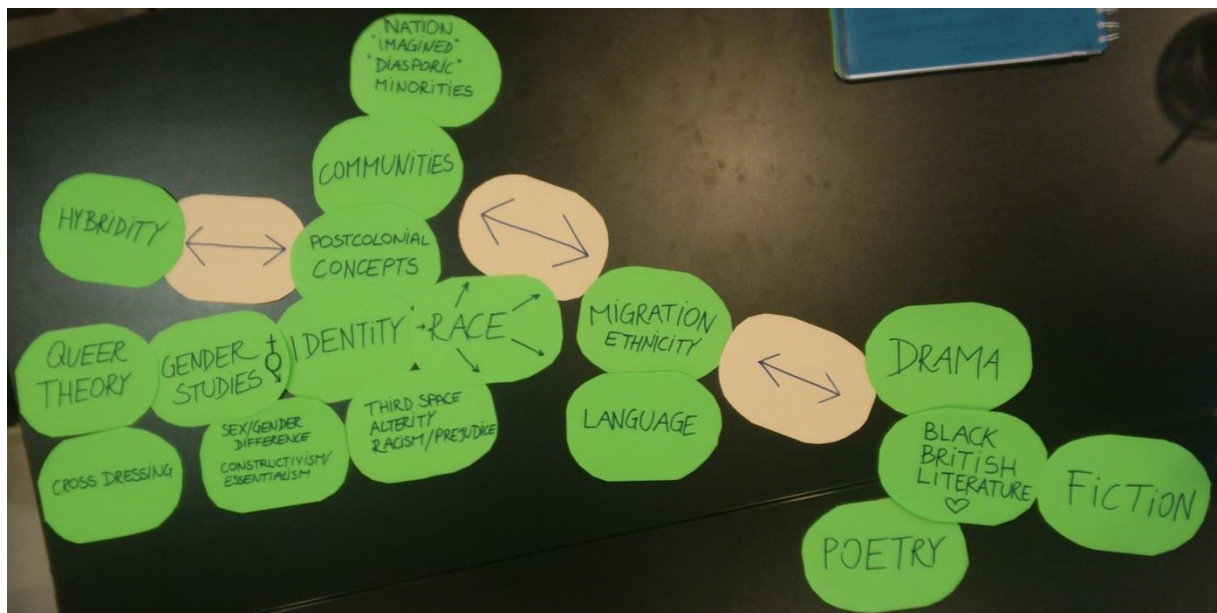 NATION
"IMAGINED"
"DIASPORIC"
MINORITIES
COMMUNITIES
HYBRIDITY
POSTCOLONIAL
CONCEPTS
QUEER
THEORY
GENDER
STUDIES
IDENTITY
RACE
MIGRATION
ETHNICITY
DRAMA
CROSS DRESSING
SEX/GENDER
DIFFERENCE
CONSTRUCTIVISM/
ESSENTIALISM
THIRD SPACE
ALTERITY
RACISM/PREJUDICE
LANGUAGE
BLACK
BRITISH
LITERATURE
FICTION
POETRY